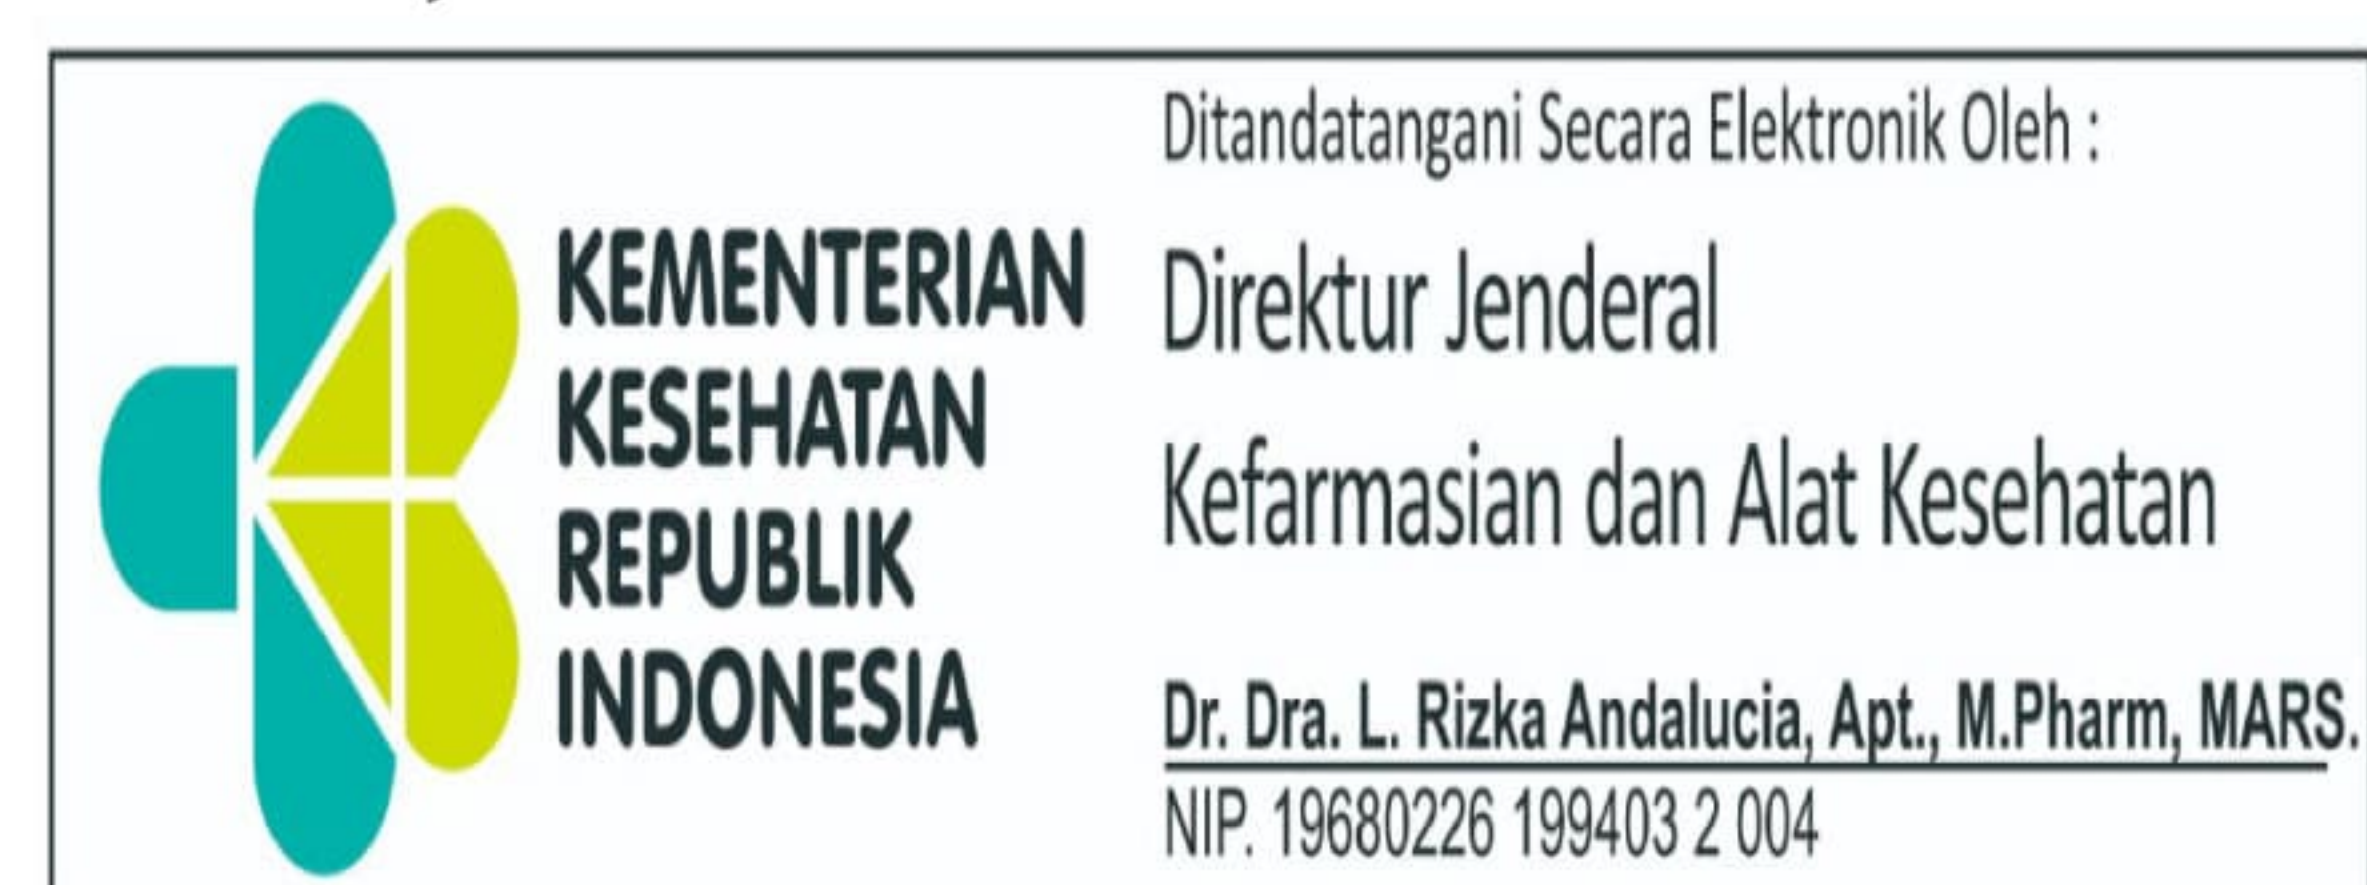 KEMENTERIAN
KESEHATAN
REPUBLIK
INDONESIA
Ditandatangani Secara Elektronik Oleh :
Direktur Jenderal
Kefarmasian dan Alat Kesehatan
Dr. Dra. L. Rizka Andalucia, Apt., M.Pharm, MARS.
NIP. 19680226 199403 2 004